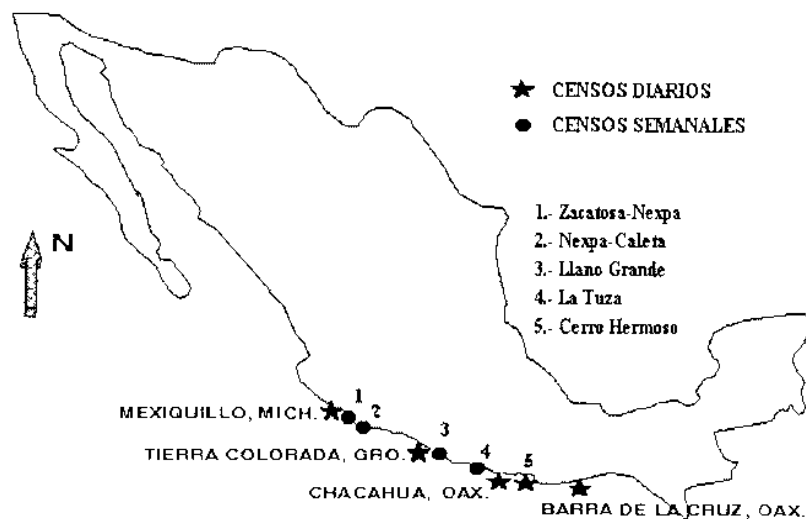 CENSOS DIARIOS
CENSOS SEMANALES
N
1.- Zacatosa-Nexpa
2.- Nexpa-Caleta
3.- Llano Grande
4.- La Tuza
5.- Cerro Hermoso
1
MEXIQUILLO, MICH.
2
3
TIERRA COLORADA, GRO.
4
5
CHACAHUA, OAX.
BARRA DE LA CRUZ, OAX.